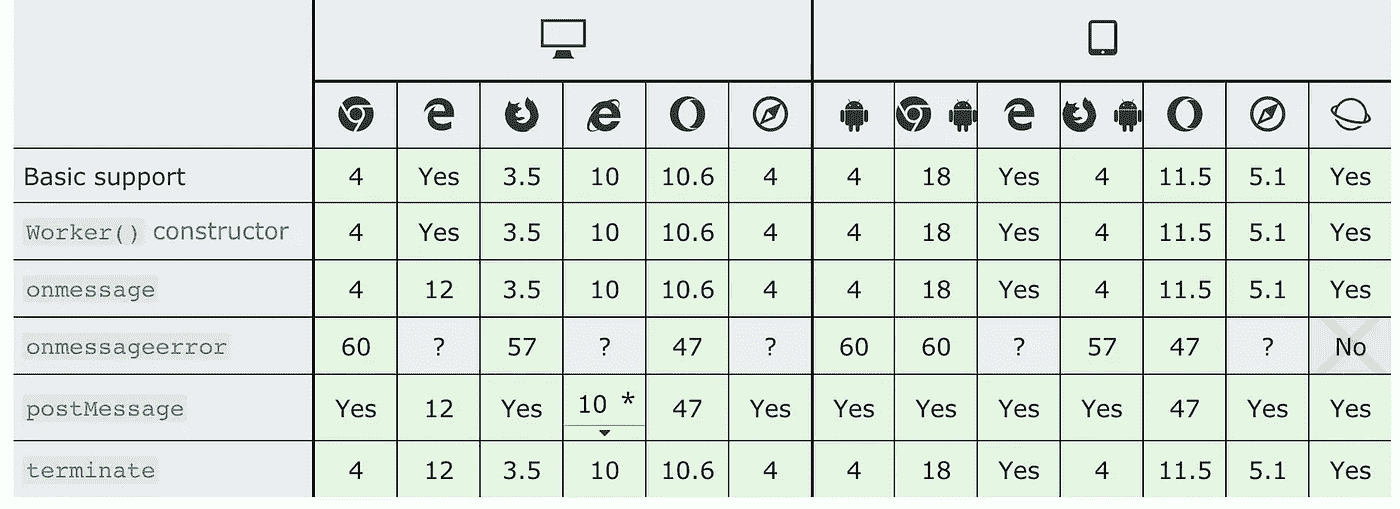 Basic support 4 Yes 3.5 10 10.6 4 4 18 Yes 4 11.5 5.1 Yes
Worker() constructor 4 Yes 3.5 10 10.6 4 4 18 Yes 4 11.5 5.1 Yes
onmessage 4 12 3.5 10 10.6 4 4 18 Yes 4 11.5 5.1 Yes
onmessageerror 60 ? 57 ? 47 ? 60 60 ? 57 47 ? No
postMessage Yes 12 Yes 10 * 47 Yes Yes Yes Yes Yes 47 Yes Yes
terminate 4 12 3.5 10 10.6 4 4 18 Yes 4 11.5 5.1 Yes